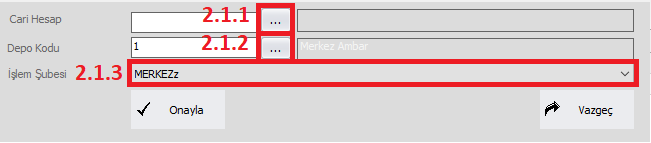 Cari Hesap 2.1.1 ...
Depo Kodu 1 2.1.2 ... Merkez Ambar
İşlem Şubesi 2.1.3 MERKEZz
Onayla Vazgeç